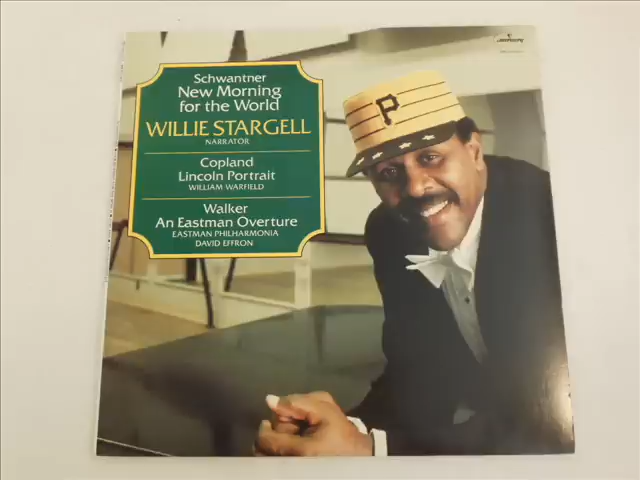 Schwantner
New Morning
for the World
WILLIE STARGELL
NARRATOR
Copland
Lincoln Portrait
WILLIAM WARFIELD
Walker
An Eastman Overture
EASTMAN PHILHARMONIA
DAVID EFFRON
mercury
P